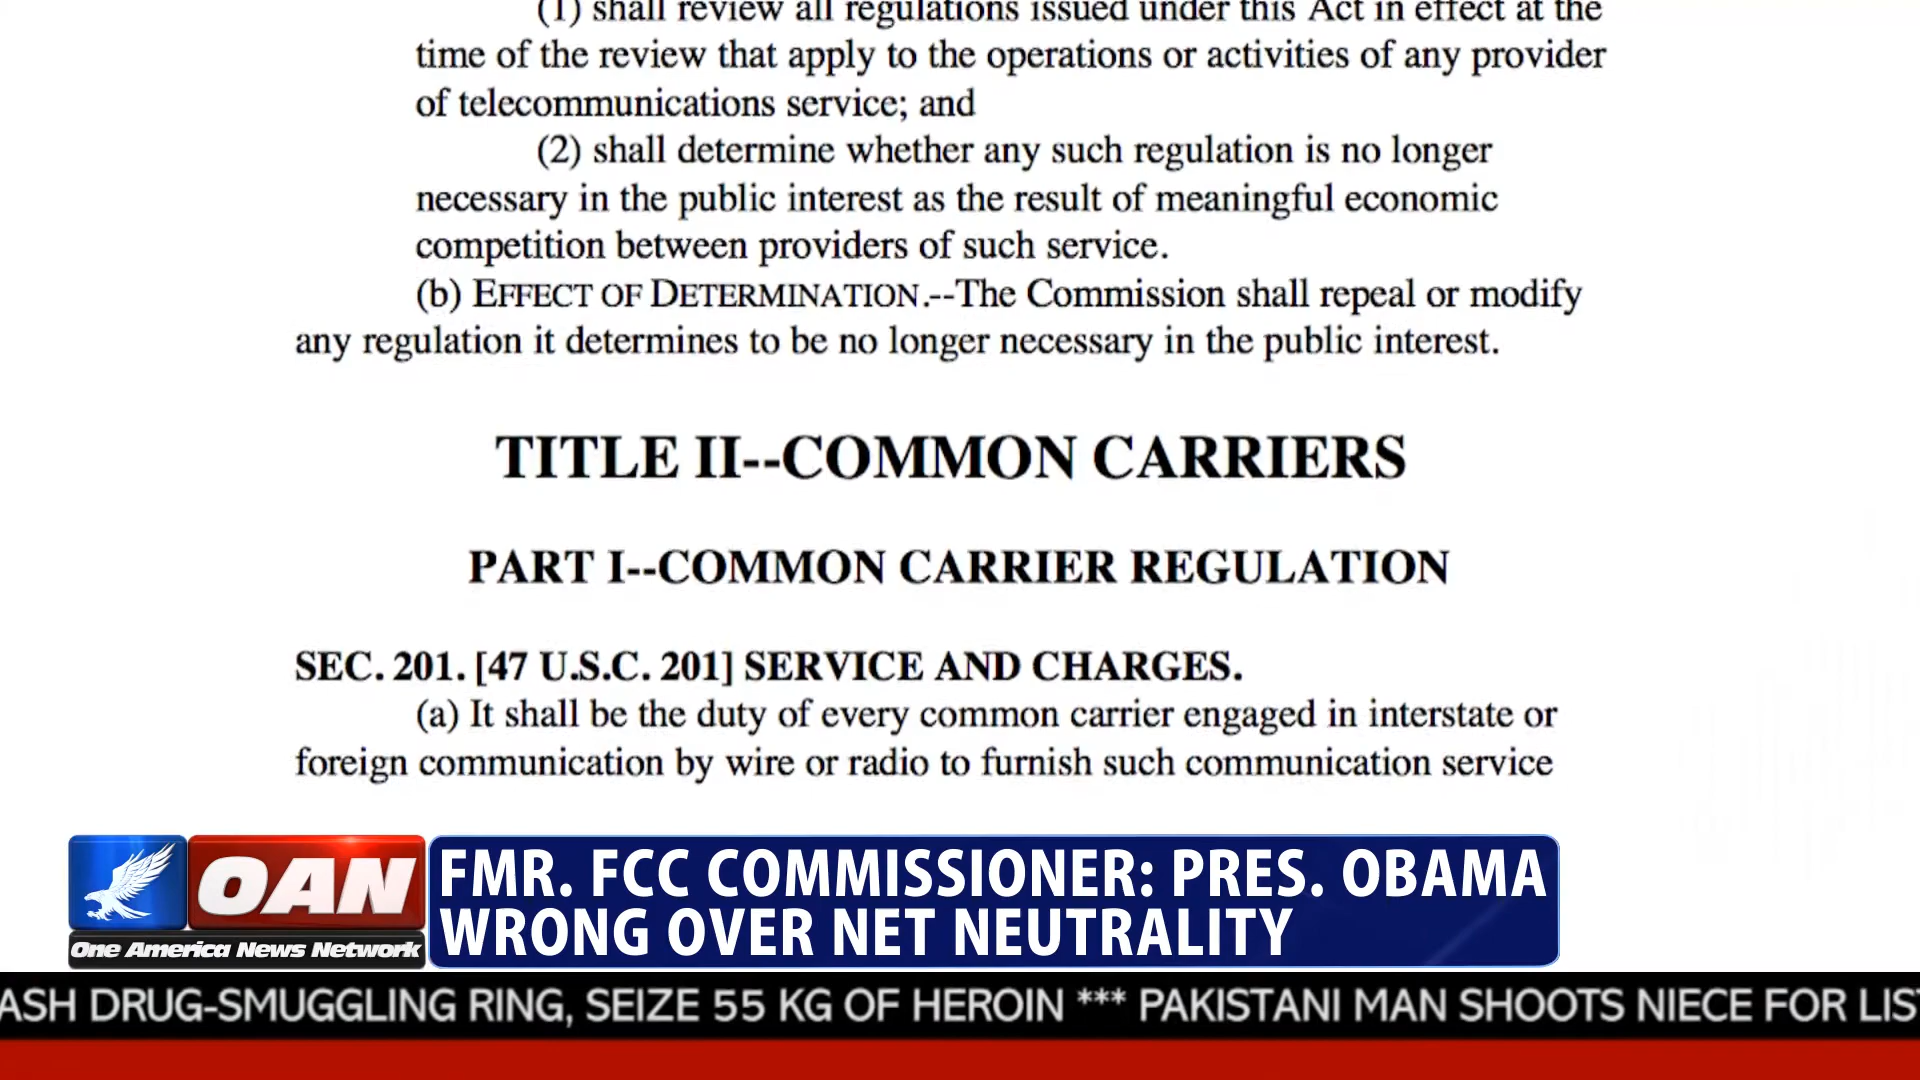 (1) shall review all regulations issued under this Act in effect at the
time of the review that apply to the operations or activities of any provider
of telecommunications service; and
(2) shall determine whether any such regulation is no longer
necessary in the public interest as the result of meaningful economic
competition between providers of such service.
(b) EFFECT OF DETERMINATION.--The Commission shall repeal or modify
any regulation it determines to be no longer necessary in the public interest.
TITLE II--COMMON CARRIERS
PART I--COMMON CARRIER REGULATION
SEC. 201. [47 U.S.C. 201] SERVICE AND CHARGES.
(a) It shall be the duty of every common carrier engaged in interstate or
foreign communication by wire or radio to furnish such communication service
OAN
One America News Network
FMR. FCC COMMISSIONER: PRES. OBAMA
WRONG OVER NET NEUTRALITY
ASH DRUG-SMUGGLING RING, SEIZE 55 KG OF HEROIN *** PAKISTANI MAN SHOOTS NIECE FOR LIS